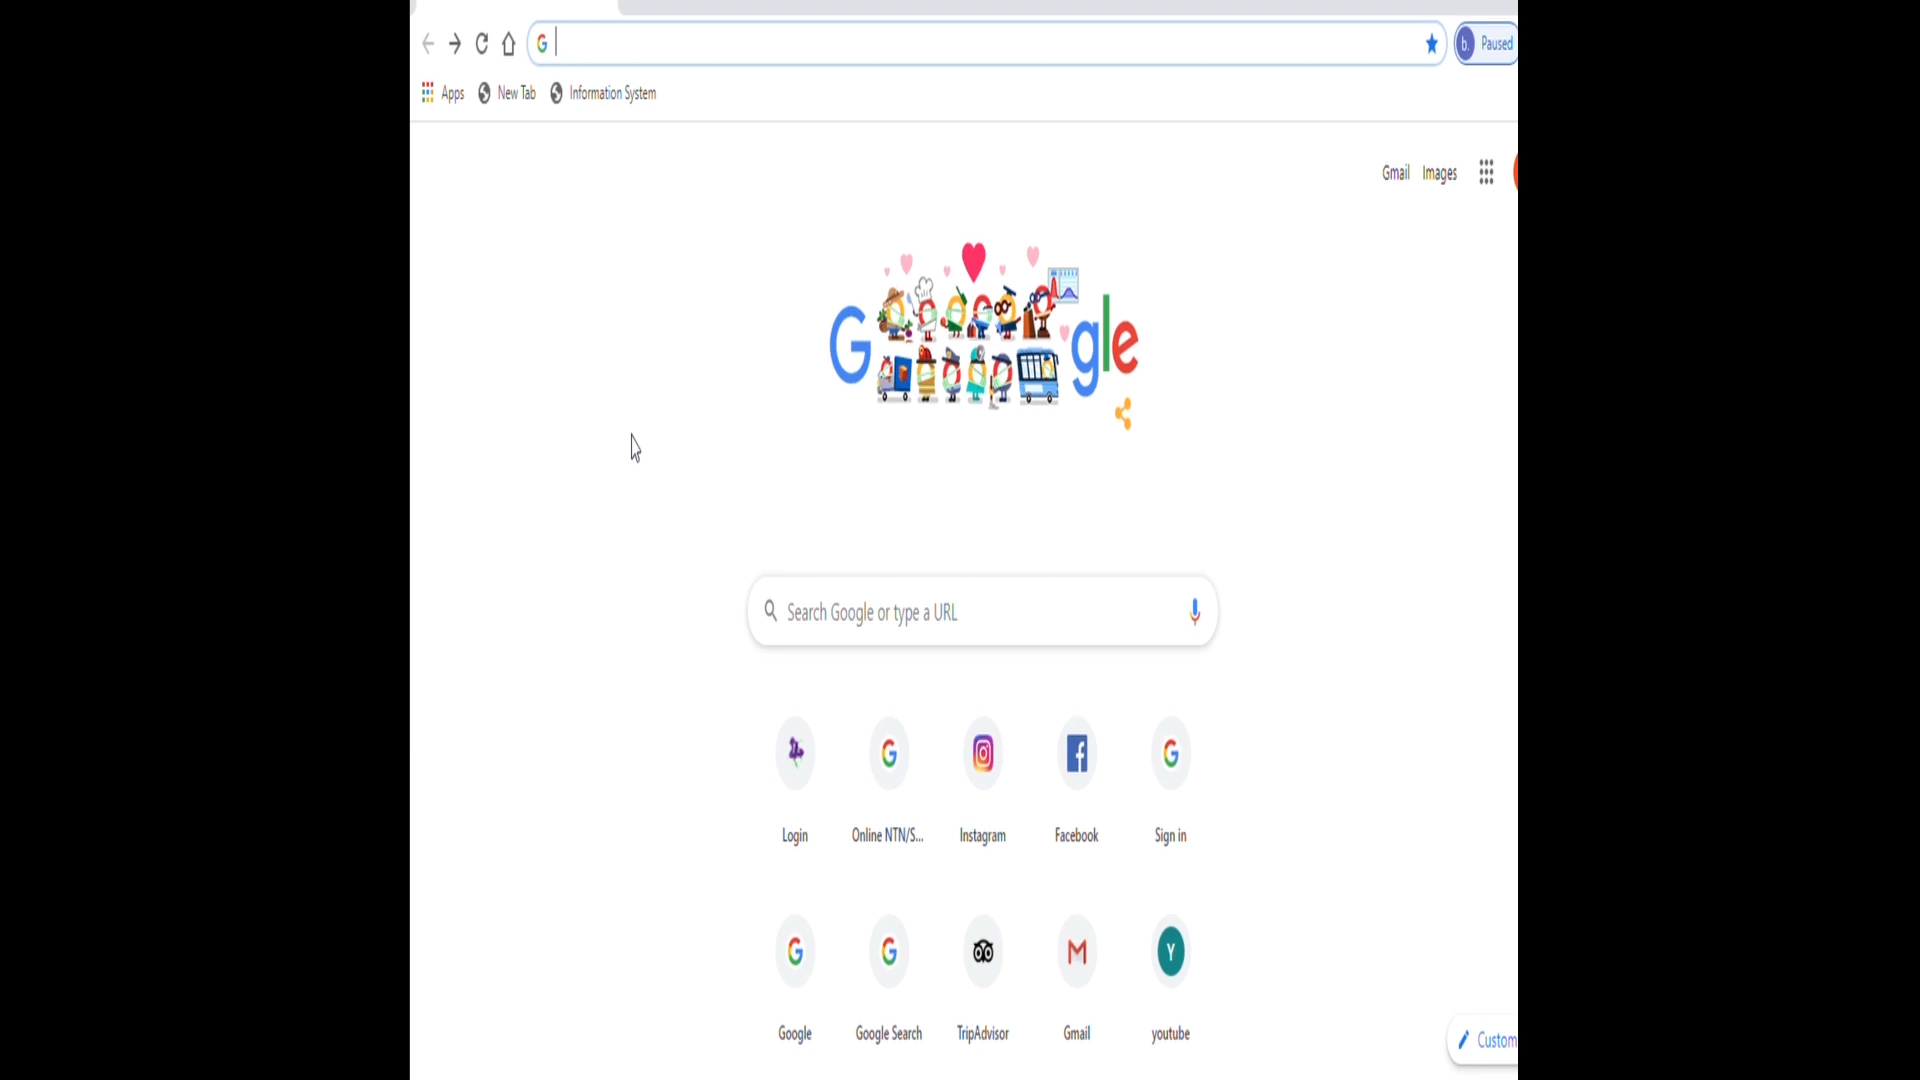 b. Paused
Apps New Tab Information System
Gmail Images
G gle
Search Google or type a URL
Login Online NTN/S... Instagram Facebook Sign in
Y
Google Google Search TripAdvisor Gmail youtube
Custom